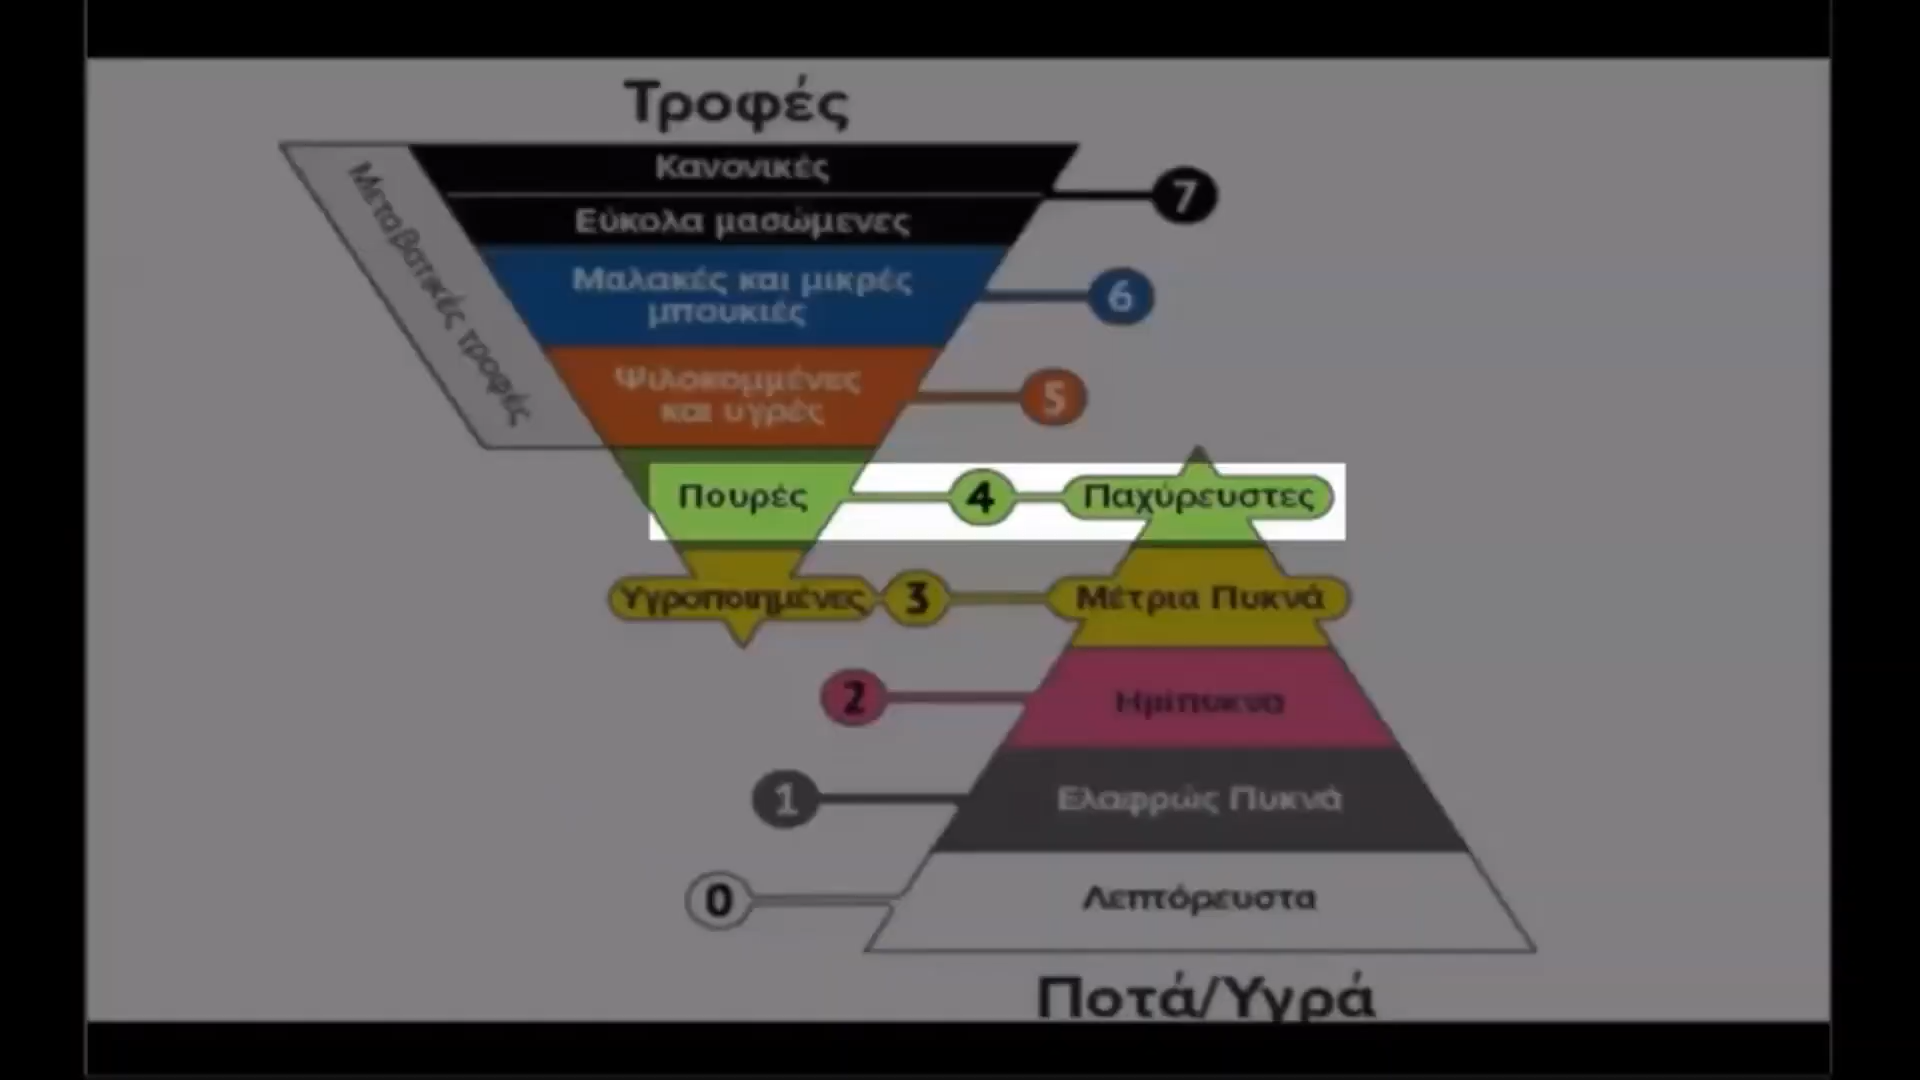 Τροφές
Κανονικές
7
Εύκολα μασώμενες
Μεταβατικές τροφές
Μαλακές και μικρές
μπουκιές
6
Ψιλοκομμένες
και υγρές
5
Πουρές
4
Παχύρευστες
Υγροποιημένες
3
Μέτρια Πυκνά
2
Ημίπυκνα
1
Ελαφρώς Πυκνά
0
Λεπτόρευστα
Ποτά/Υγρά